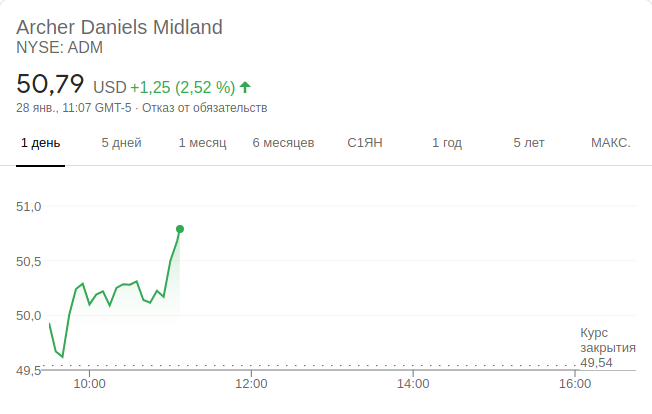 Archer Daniels Midland
NYSE: ADM
50,79 USD +1,25 (2,52 %)
28 янв., 11:07 GMT-5 · Отказ от обязательств
1 день 5 дней 1 месяц 6 месяцев С1ЯН 1 год 5 лет МАКС.
51,0
50,5
50,0
Курс
закрытия
49,54
49,5
10:00 12:00 14:00 16:00